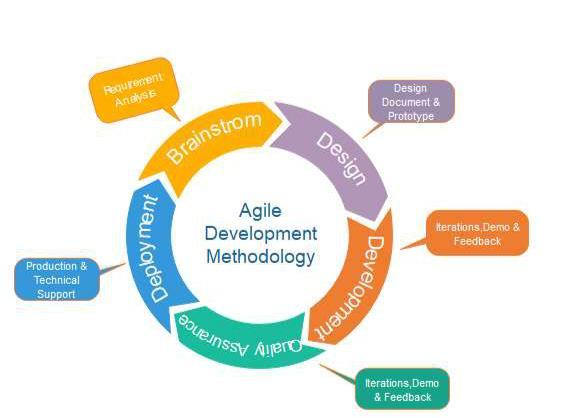 Requirement
Analysis
Brainstrom
Design
Document &
Prototype
Design
Agile
Development
Methodology
Development
Iterations,Demo &
Feedback
Deployment
Production &
Technical
Support
Quality Assurance
Iterations,Demo
& Feedback